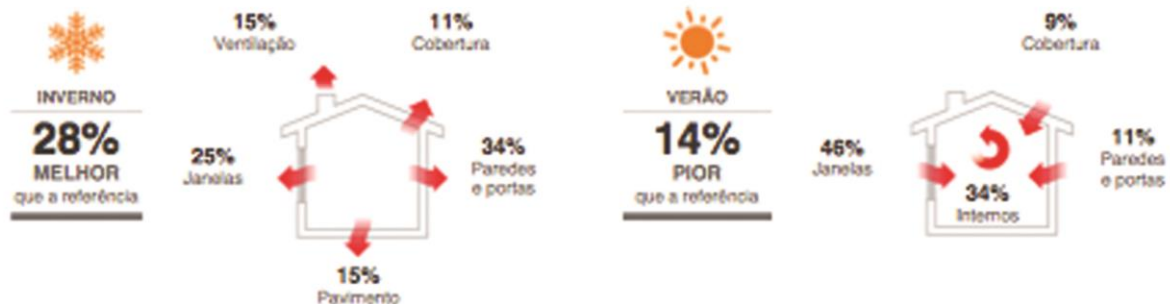 INVERNO
28%
MELHOR
que a referência
15%
Ventilação
11%
Cobertura
25%
Janelas
34%
Paredes
e portas
15%
Pavimento
VERÃO
14%
PIOR
que a referência
9%
Cobertura
46%
Janelas
11%
Paredes
e portas
34%
Internos